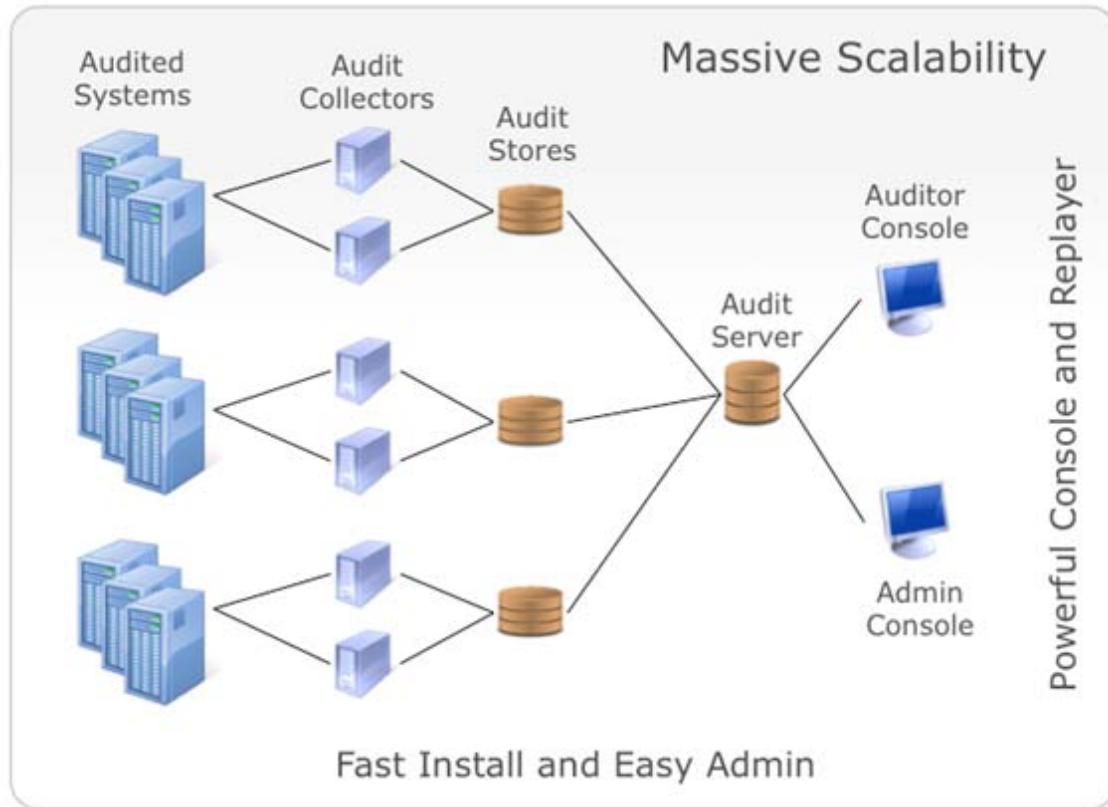 Massive Scalability
Audited
Systems
Audit
Collectors
Audit
Stores
Audit
Server
Auditor
Console
Admin
Console
Powerful Console and Replayer
Fast Install and Easy Admin